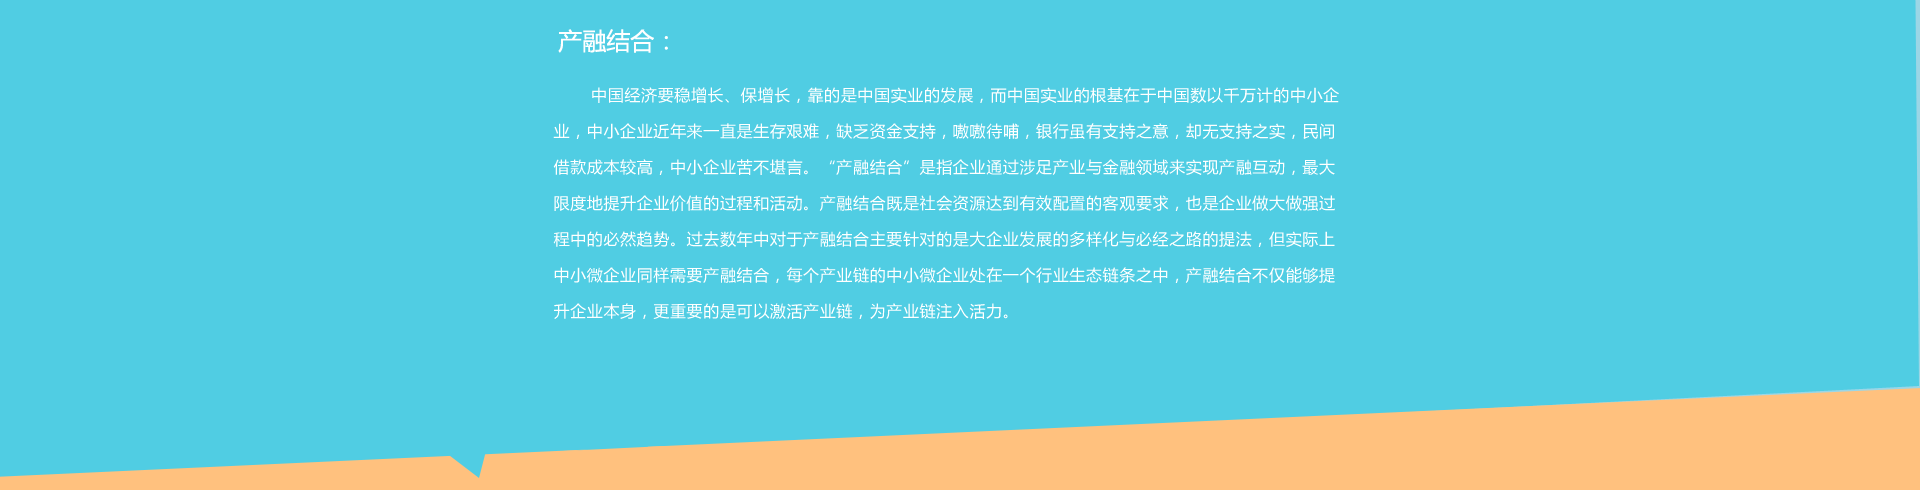 产融结合：
中国经济要稳增长、保增长，靠的是中国实业的发展，而中国实业的根基在于中国数以千万计的中小企
业，中小企业近年来一直是生存艰难，缺乏资金支持，嗷嗷待哺，银行虽有支持之意，却无支持之实，民间
借款成本较高，中小企业苦不堪言。“产融结合”是指企业通过涉足产业与金融领域来实现产融互动，最大
限度地提升企业价值的过程和活动。产融结合既是社会资源达到有效配置的客观要求，也是企业做大做强过
程中的必然趋势。过去数年中对于产融结合主要针对的是大企业发展的多样化与必经之路的提法，但实际上
中小微企业同样需要产融结合，每个产业链的中小微企业处在一个行业生态链条之中，产融结合不仅能够提
升企业本身，更重要的是可以激活产业链，为产业链注入活力。